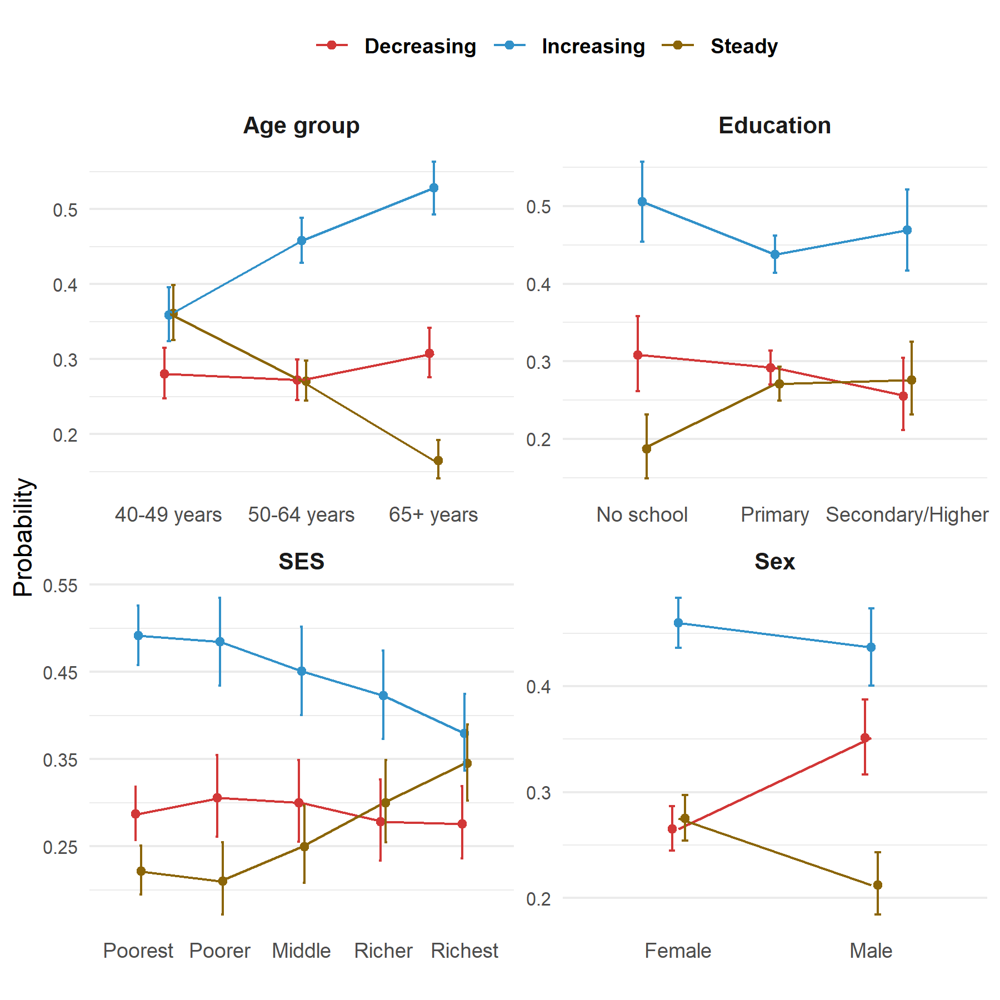 Decreasing Increasing Steady
Age group
Education
0.5
0.4
0.3
0.2
0.5
0.4
0.3
0.2
40-49 years 50-64 years 65+ years
No school Primary Secondary/Higher
Probability
SES
Sex
0.55
0.45
0.35
0.25
0.4
0.3
0.2
Poorest Poorer Middle Richer Richest
Female Male